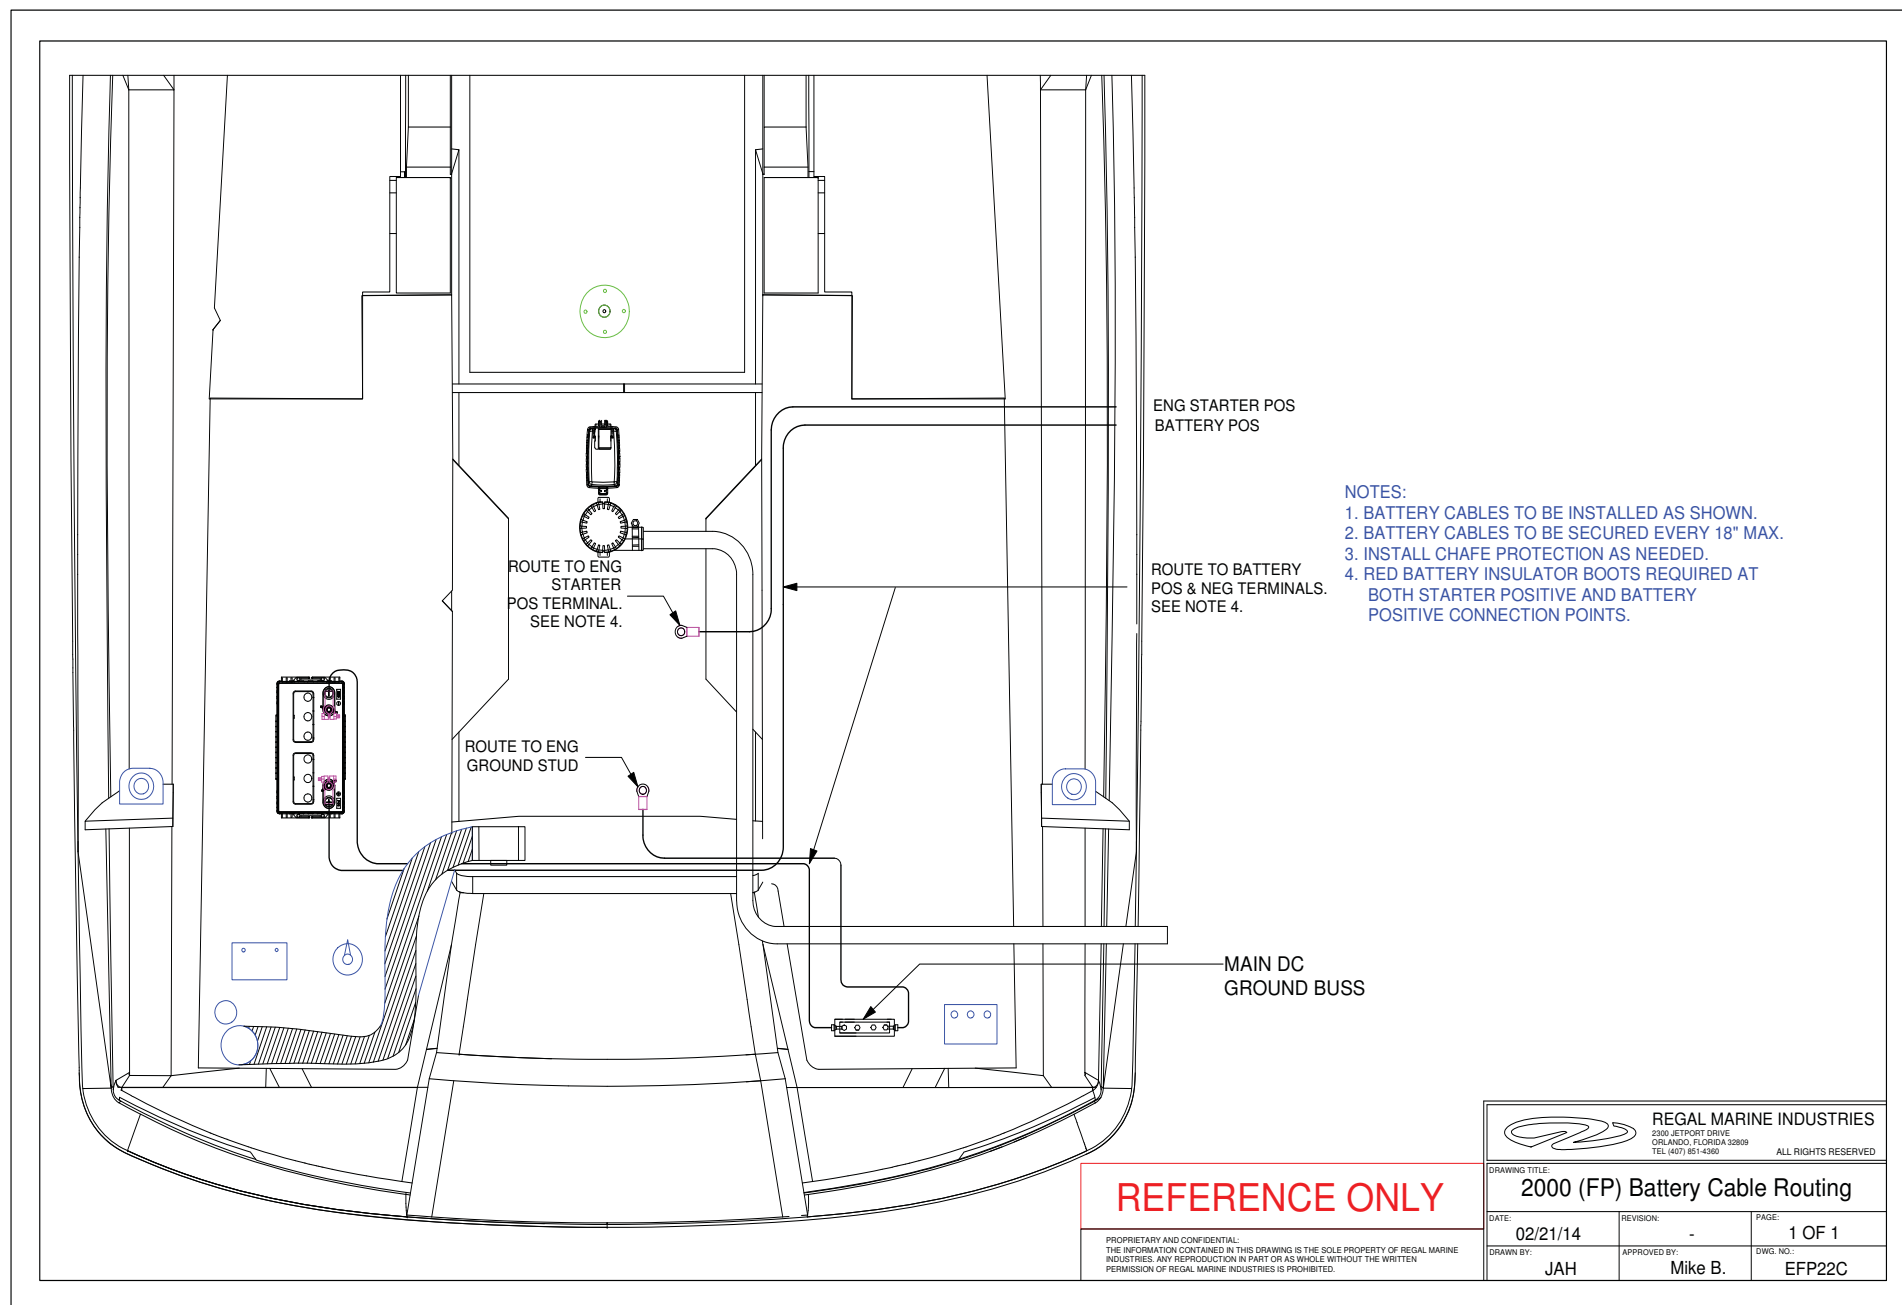 ENG STARTER POS
BATTERY POS
NOTES:
1. BATTERY CABLES TO BE INSTALLED AS SHOWN.
2. BATTERY CABLES TO BE SECURED EVERY 18" MAX.
3. INSTALL CHAFE PROTECTION AS NEEDED.
4. RED BATTERY INSULATOR BOOTS REQUIRED AT
BOTH STARTER POSITIVE AND BATTERY
POSITIVE CONNECTION POINTS.
ROUTE TO ENG
STARTER
POS TERMINAL.
SEE NOTE 4.
ROUTE TO BATTERY
POS & NEG TERMINALS.
SEE NOTE 4.
ROUTE TO ENG
GROUND STUD
MAIN DC
GROUND BUSS
REFERENCE ONLY
PROPRIETARY AND CONFIDENTIAL:
THE INFORMATION CONTAINED IN THIS DRAWING IS THE SOLE PROPERTY OF REGAL MARINE
INDUSTRIES. ANY REPRODUCTION IN PART OR AS WHOLE WITHOUT THE WRITTEN
PERMISSION OF REGAL MARINE INDUSTRIES IS PROHIBITED.
REGAL MARINE INDUSTRIES
2300 JETPORT DRIVE
ORLANDO, FLORIDA 32809
TEL (407) 851-4360
ALL RIGHTS RESERVED
DRAWING TITLE:
2000 (FP) Battery Cable Routing
DATE:
02/21/14
REVISION:
-
PAGE:
1 OF 1
DRAWN BY:
JAH
APPROVED BY:
Mike B.
DWG. NO.:
EFP22C